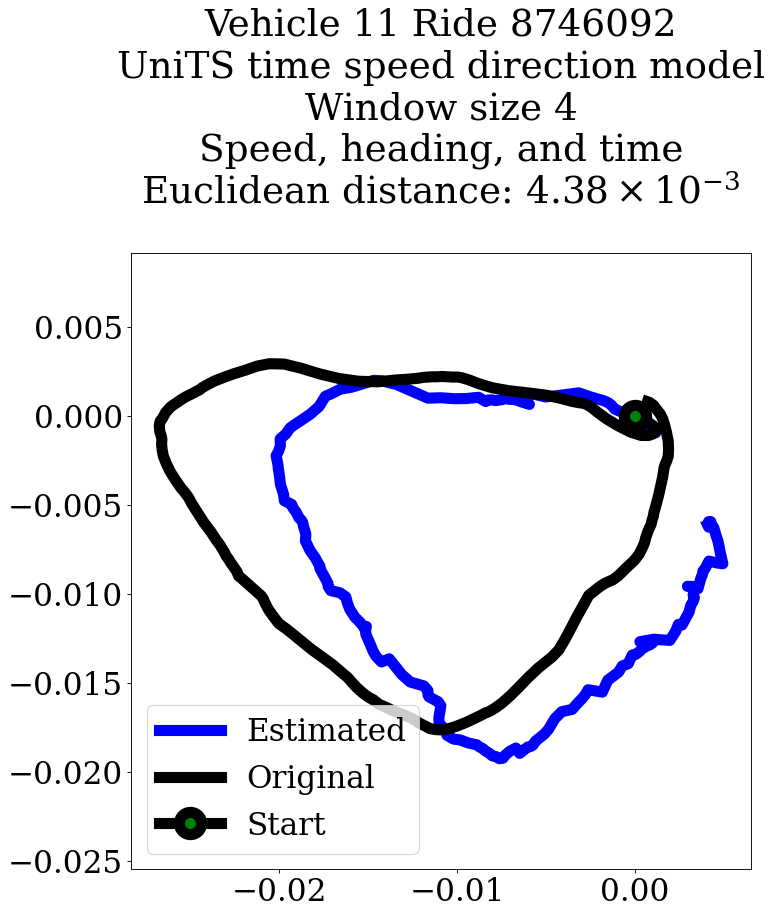 Vehicle 11 Ride 8746092
UniTS time speed direction model
Window size 4
Speed, heading, and time
Euclidean distance: 4.38 × 10⁻³
0.005
0.000
−0.005
−0.010
−0.015
−0.020
−0.025
Estimated
Original
Start
−0.02
−0.01
0.00